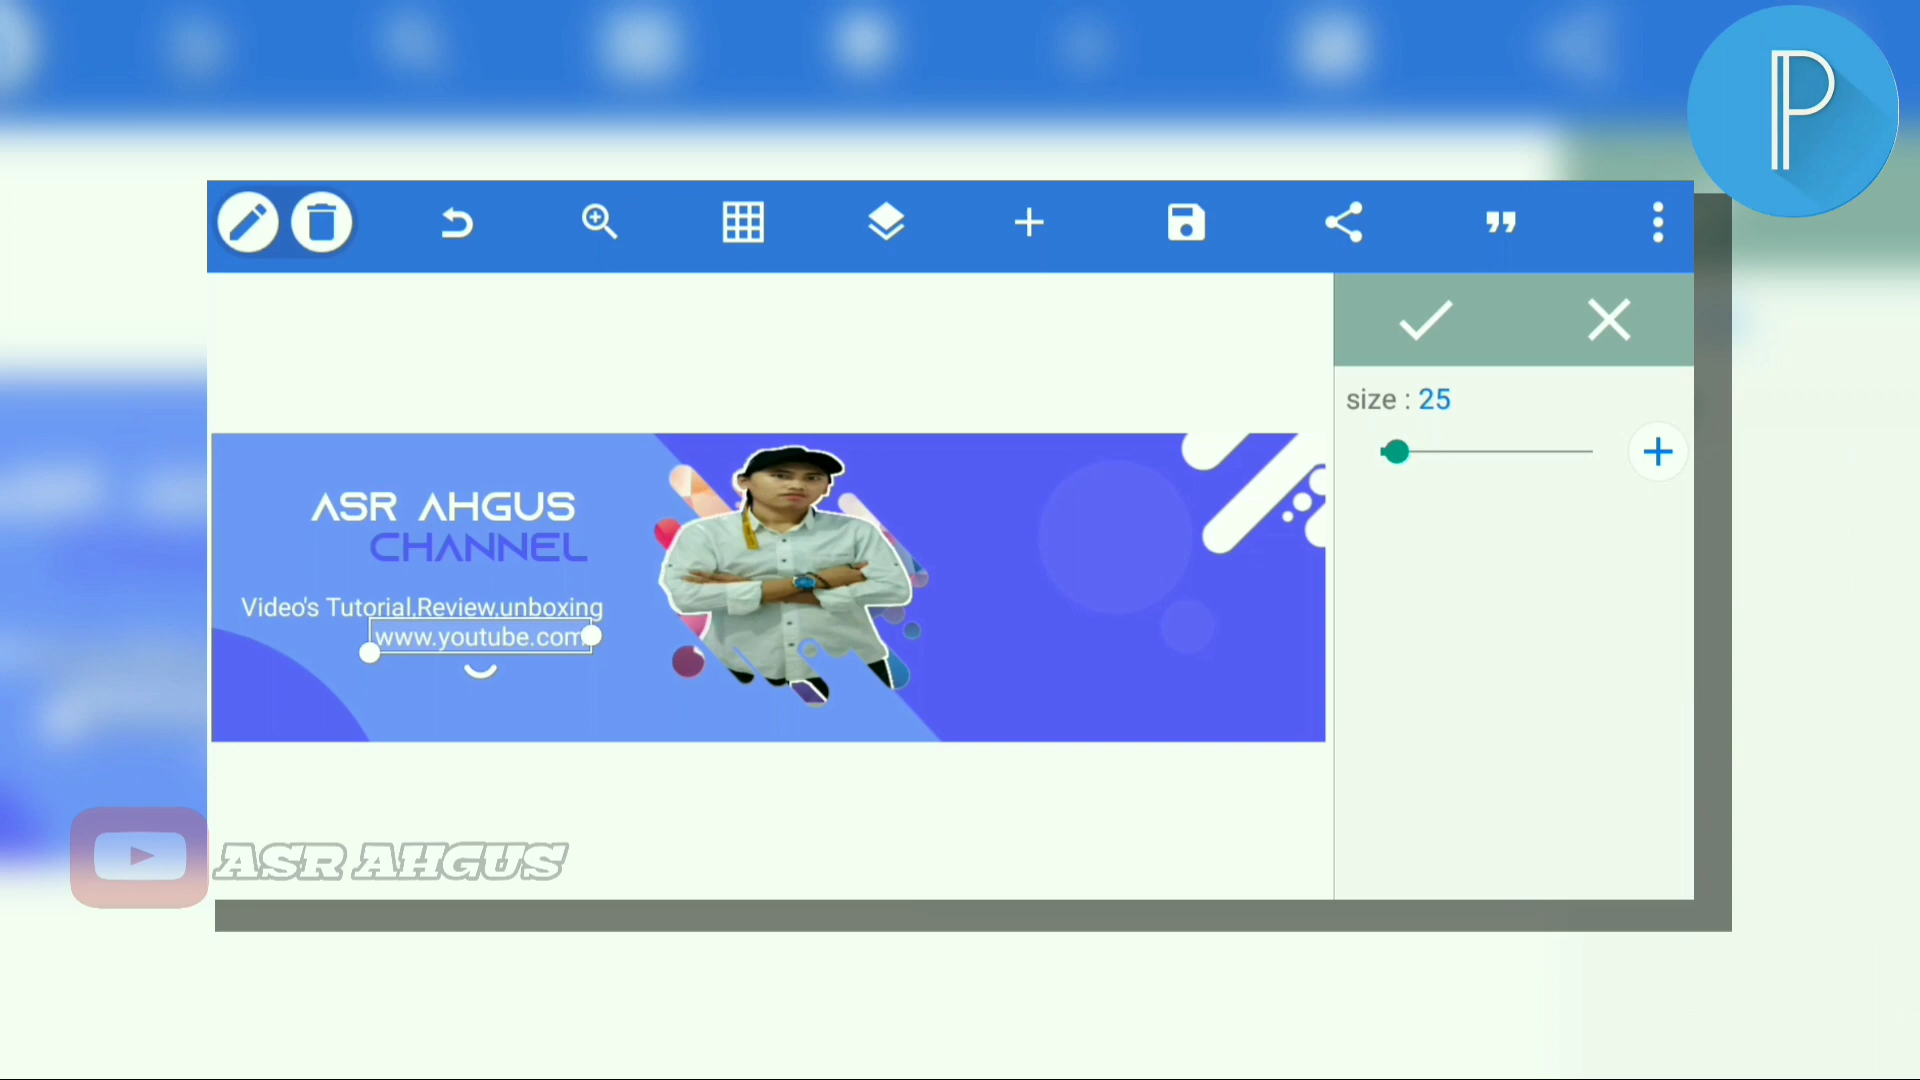 size : 25
ASR AHGUS
CHANNEL
Video's Tutorial,Review,unboxing
www.youtube.com
ASR AHGUS